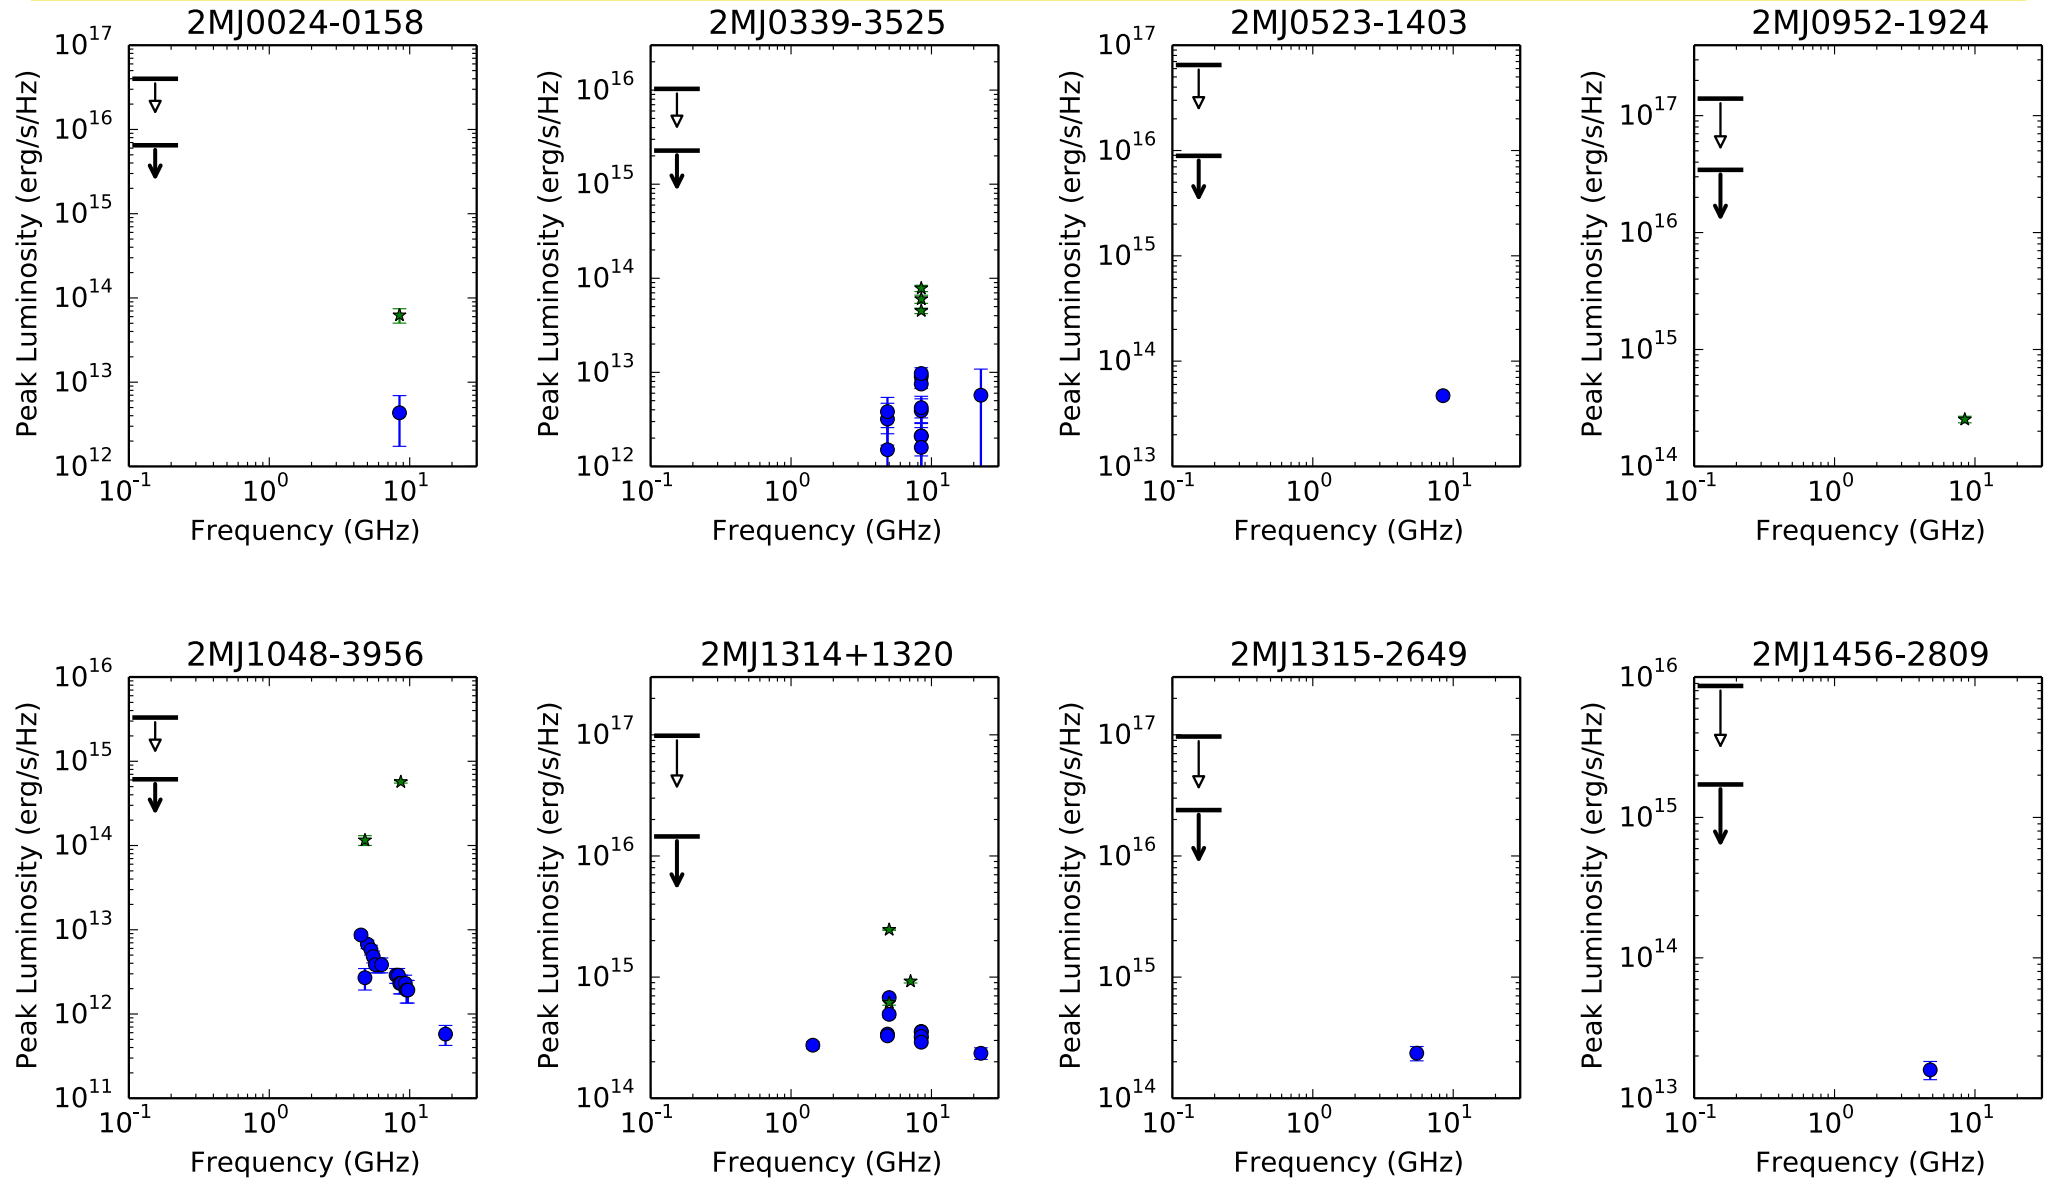 2MJ0024-0158
Peak Luminosity (erg/s/Hz)
10^17
10^16
10^15
10^14
10^13
10^12
10^-1 10^0 10^1
Frequency (GHz)
2MJ0339-3525
Peak Luminosity (erg/s/Hz)
10^16
10^15
10^14
10^13
10^12
10^-1 10^0 10^1
Frequency (GHz)
2MJ0523-1403
Peak Luminosity (erg/s/Hz)
10^17
10^16
10^15
10^14
10^13
10^-1 10^0 10^1
Frequency (GHz)
2MJ0952-1924
Peak Luminosity (erg/s/Hz)
10^17
10^16
10^15
10^14
10^-1 10^0 10^1
Frequency (GHz)
2MJ1048-3956
Peak Luminosity (erg/s/Hz)
10^16
10^15
10^14
10^13
10^12
10^11
10^-1 10^0 10^1
Frequency (GHz)
2MJ1314+1320
Peak Luminosity (erg/s/Hz)
10^17
10^16
10^15
10^14
10^-1 10^0 10^1
Frequency (GHz)
2MJ1315-2649
Peak Luminosity (erg/s/Hz)
10^17
10^16
10^15
10^14
10^-1 10^0 10^1
Frequency (GHz)
2MJ1456-2809
Peak Luminosity (erg/s/Hz)
10^16
10^15
10^14
10^13
10^-1 10^0 10^1
Frequency (GHz)